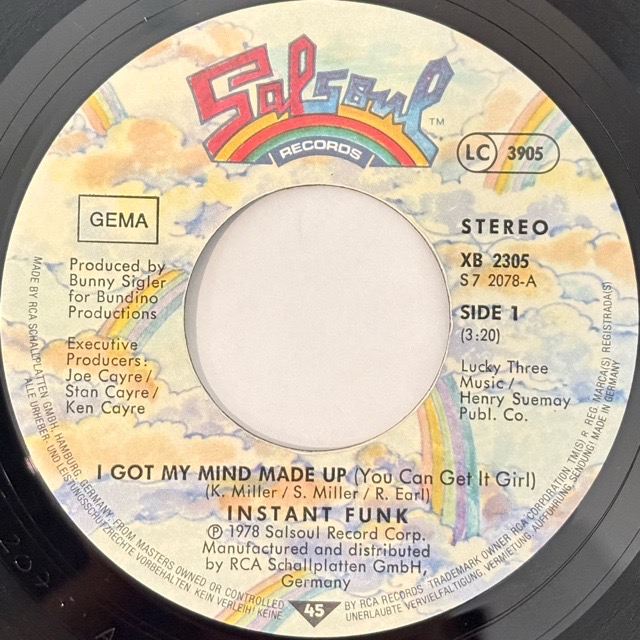 Salsoul
TM
RECORDS
LC 3905
GEMA
STEREO
XB 2305
S 7 2078-A
SIDE 1
(3:20)
Produced by
Bunny Sigler
for Bundino
Productions
Executive
Producers:
Joe Cayre/
Stan Cayre/
Ken Cayre
Lucky Three
Music/
Henry Suemay
Publ. Co.
I GOT MY MIND MADE UP (You Can Get It Girl)
(K. Miller/S. Miller/R. Earl)
INSTANT FUNK
℗ 1978 Salsoul Record Corp.
Manufactured and distributed
by RCA Schallplatten GmbH,
Germany
45
MADE BY RCA SCHALLPLATTEN GMBH, HAMBURG, GERMANY, FROM MASTERS OWNED OR CONTROLLED BY RCA RECORDS. TRADEMARK OWNER RCA CORPORATION, TM(S) R REG. MARCA(S) REGISTRADA(S)
ALLE URHEBER- UND LEISTUNGSSCHUTZRECHTE VORBEHALTEN. KEIN VERLEIH! KEINE UNERLAUBTE VERVIELFÄLTIGUNG, VERMIETUNG, AUFFÜHRUNG, SENDUNG! MADE IN GERMANY